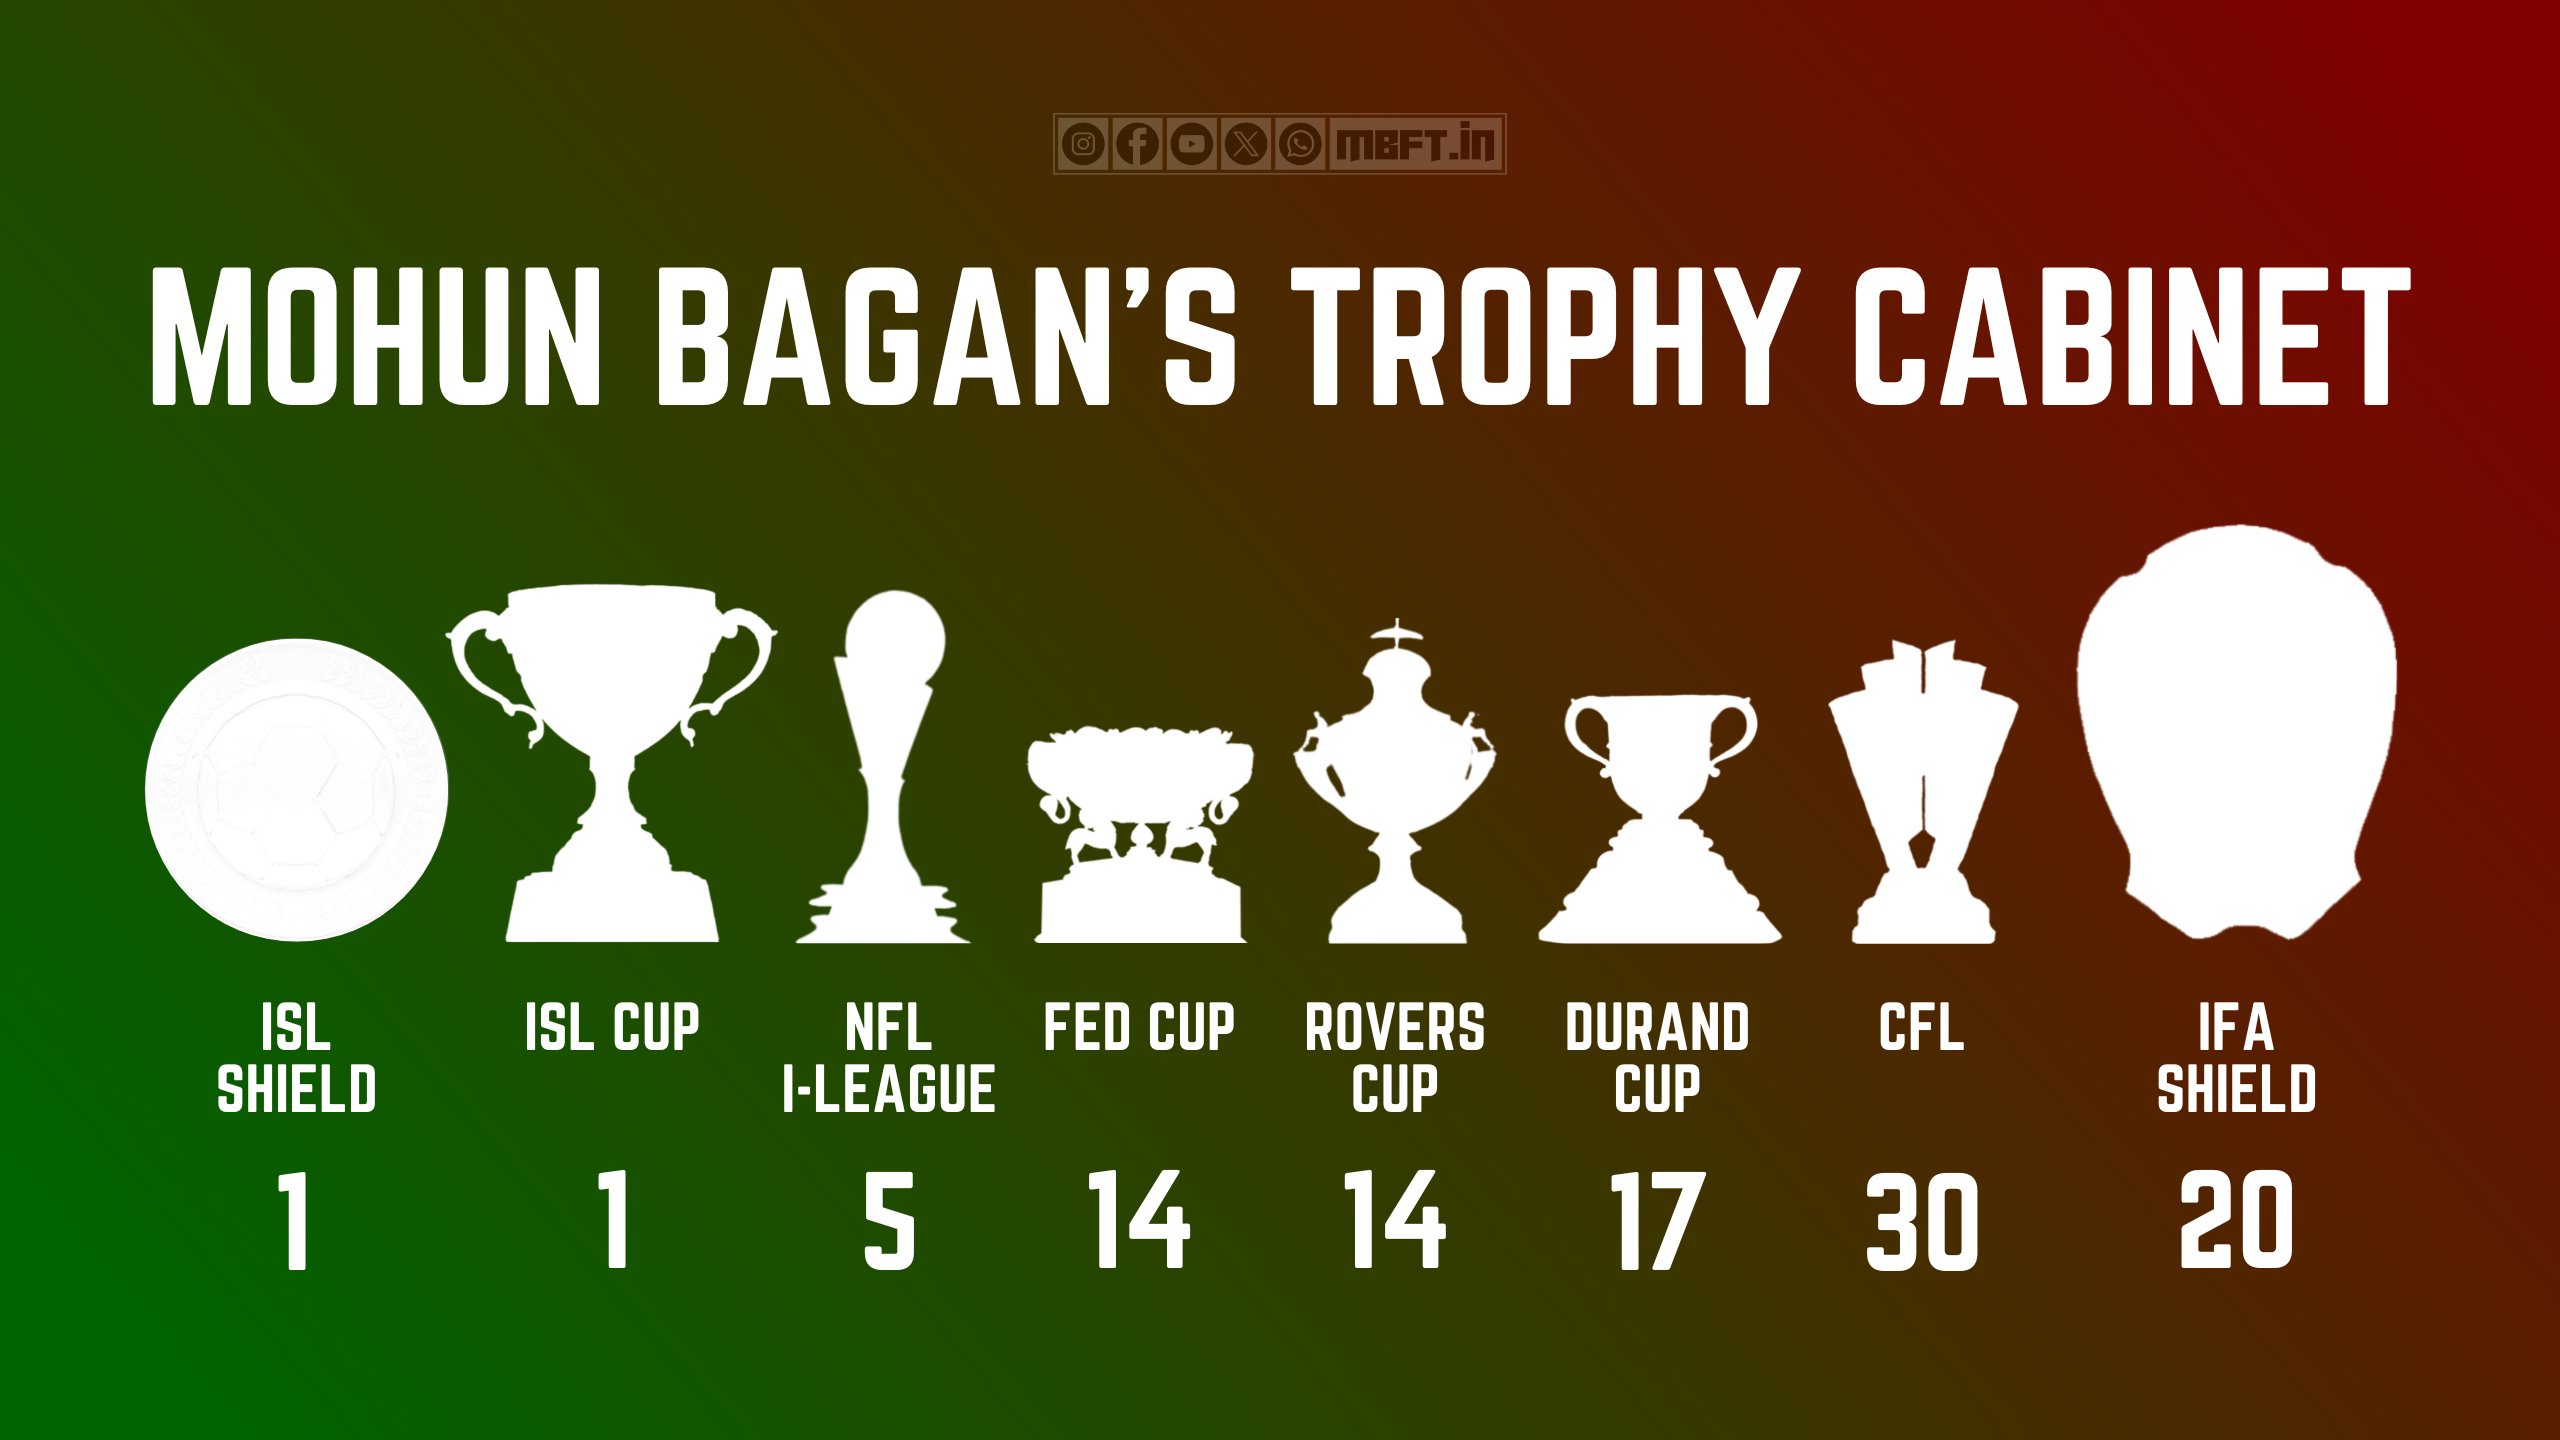 MBFT.in
MOHUN BAGAN'S TROPHY CABINET
ISL
SHIELD
1
ISL CUP
1
NFL
I-LEAGUE
5
FED CUP
14
ROVERS
CUP
14
DURAND
CUP
17
CFL
30
IFA
SHIELD
20